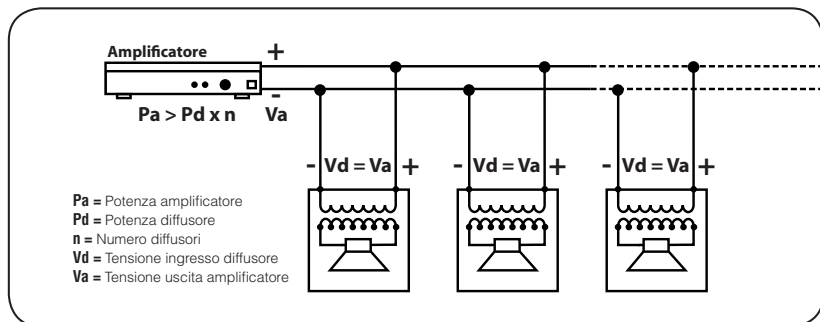 Amplificatore
+
-
Pa > Pd x n
Va
- Vd = Va +
- Vd = Va +
- Vd = Va +
Pa = Potenza amplificatore
Pd = Potenza diffusore
n = Numero diffusori
Vd = Tensione ingresso diffusore
Va = Tensione uscita amplificatore